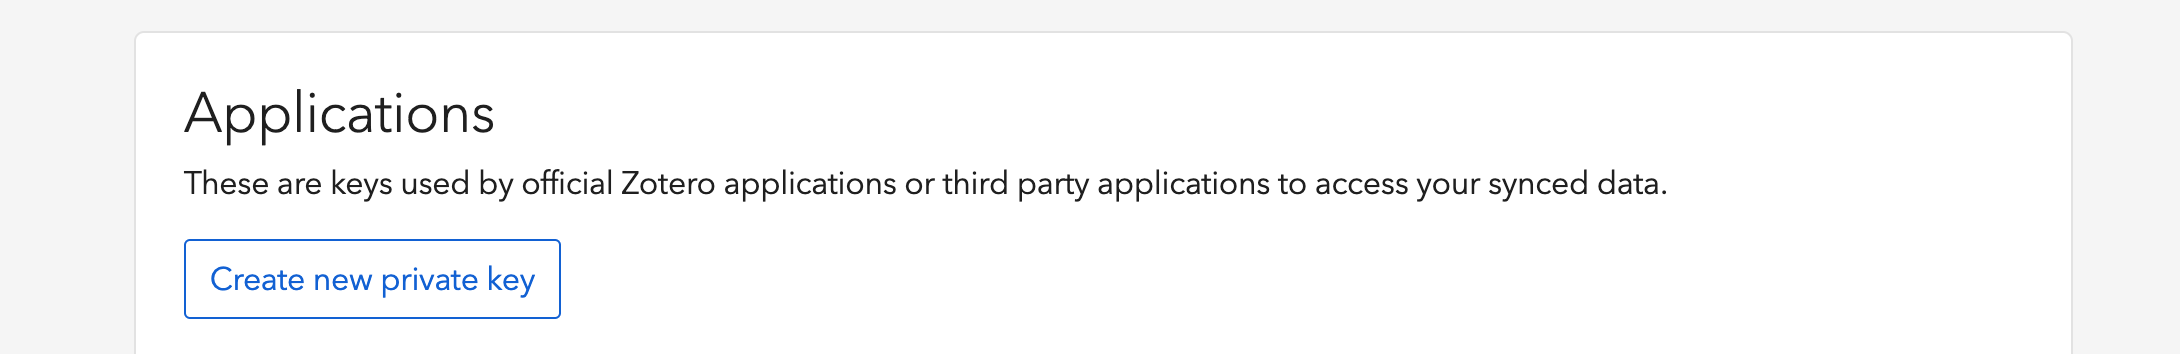 Applications
These are keys used by official Zotero applications or third party applications to access your synced data.
Create new private key